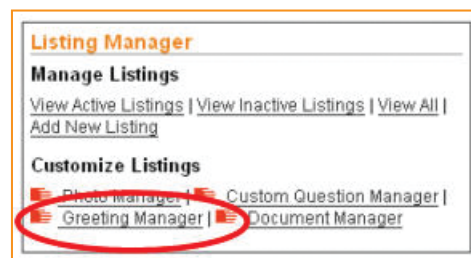 Listing Manager
Manage Listings
View Active Listings | View Inactive Listings | View All |
Add New Listing
Customize Listings
Photo Manager | Custom Question Manager |
Greeting Manager | Document Manager